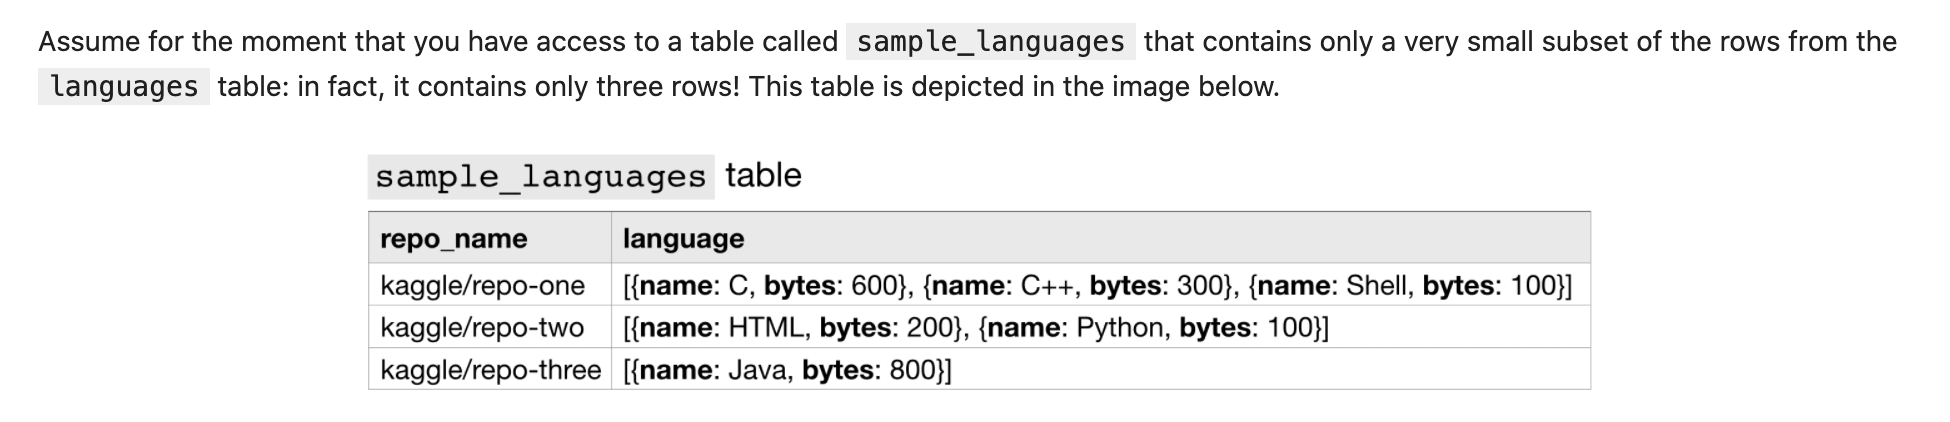 Assume for the moment that you have access to a table called sample_languages that contains only a very small subset of the rows from the
languages table: in fact, it contains only three rows! This table is depicted in the image below.
sample_languages table
repo_name language
kaggle/repo-one [{name: C, bytes: 600}, {name: C++, bytes: 300}, {name: Shell, bytes: 100}]
kaggle/repo-two [{name: HTML, bytes: 200}, {name: Python, bytes: 100}]
kaggle/repo-three [{name: Java, bytes: 800}]